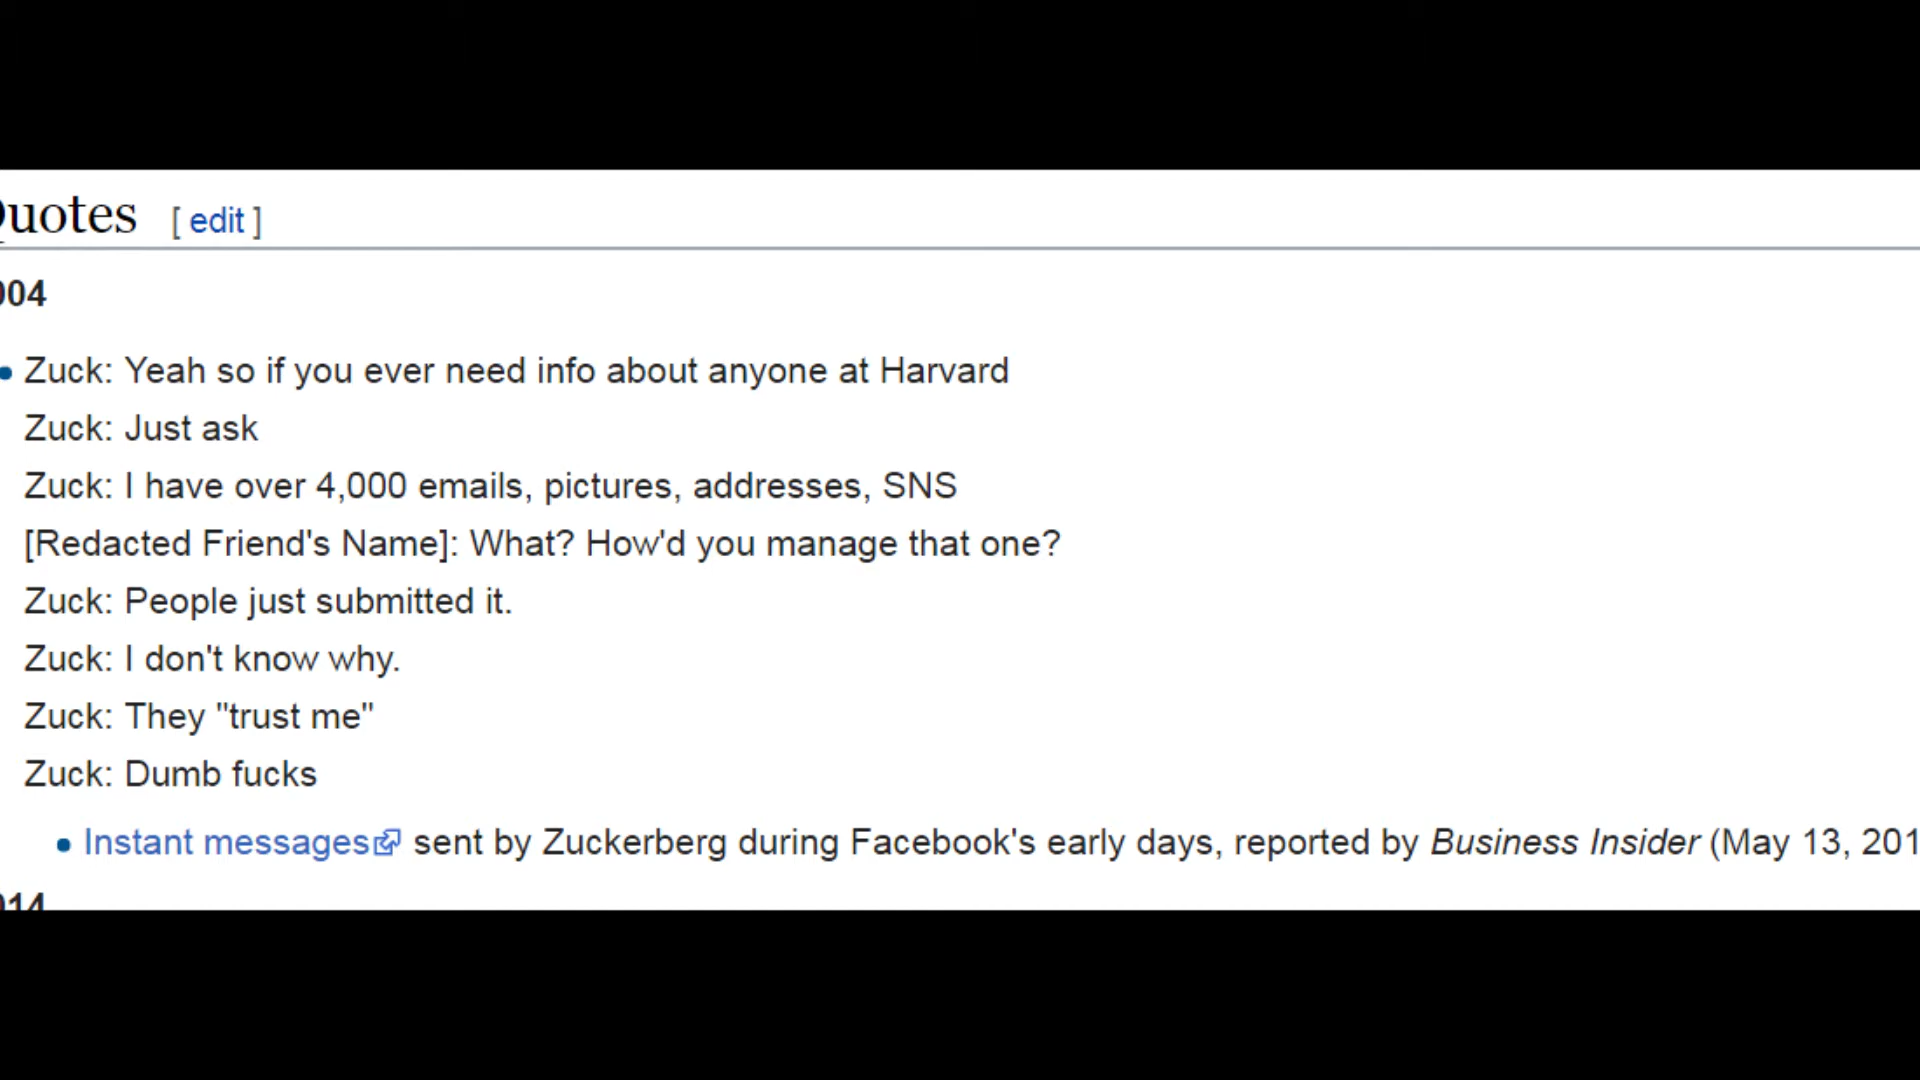 Quotes [ edit ]
004
• Zuck: Yeah so if you ever need info about anyone at Harvard
Zuck: Just ask
Zuck: I have over 4,000 emails, pictures, addresses, SNS
[Redacted Friend's Name]: What? How'd you manage that one?
Zuck: People just submitted it.
Zuck: I don't know why.
Zuck: They "trust me"
Zuck: Dumb fucks
• Instant messages sent by Zuckerberg during Facebook's early days, reported by Business Insider (May 13, 201
014